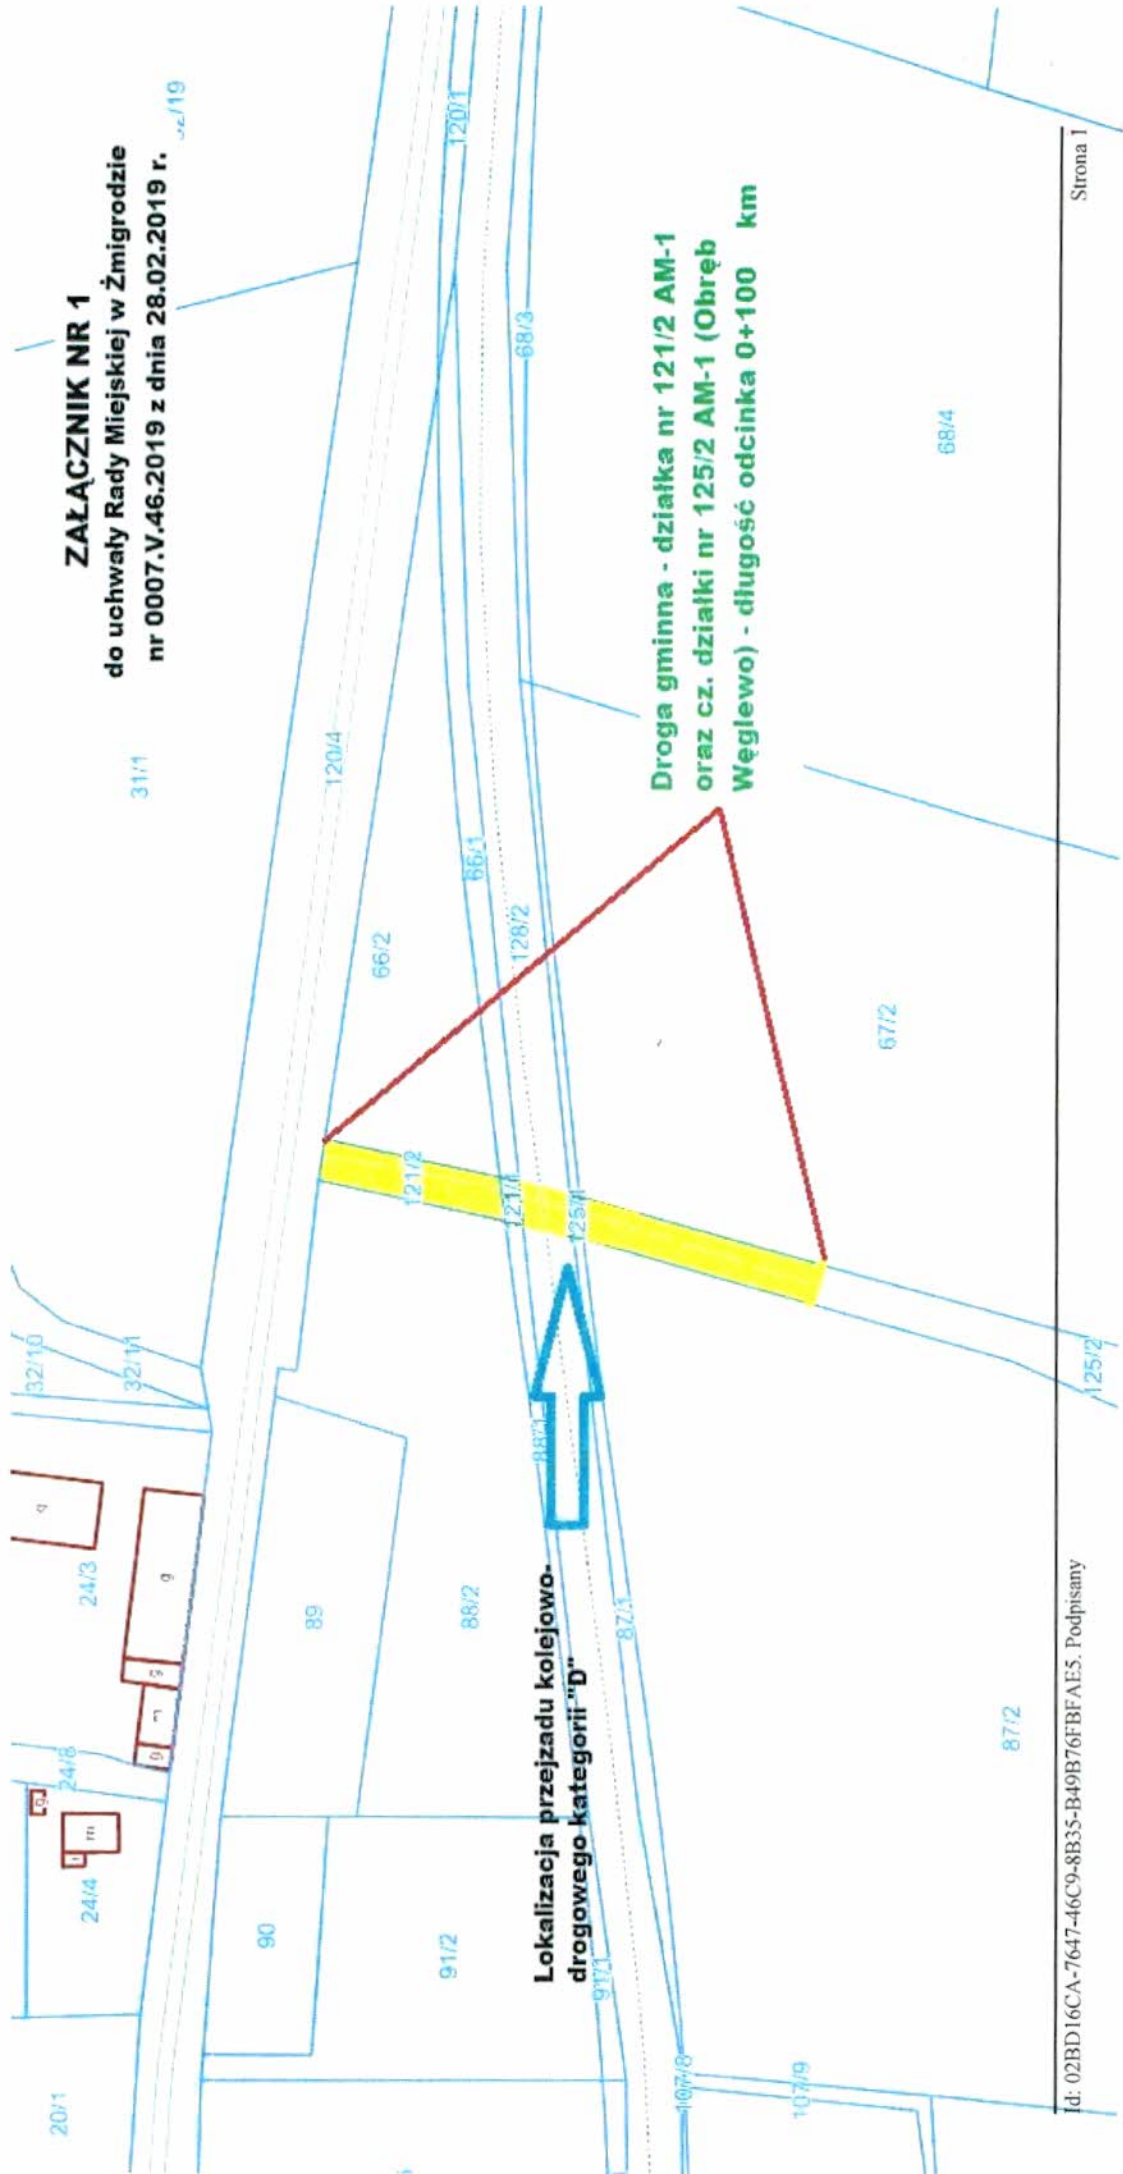 ZAŁĄCZNIK NR 1
do uchwały Rady Miejskiej w Żmigrodzie
nr 0007.V.46.2019 z dnia 28.02.2019 r.
31/1
120/4
120/1
68/3
66/2
66/1
128/2
68/4
Droga gminna - działka nr 121/2 AM-1
oraz cz. działki nr 125/2 AM-1 (Obręb
Węglewo) - długość odcinka 0+100 km
67/2
121/2
121/1
125/1
125/2
32/10
32/11
24/3
g
g
g
m
g
24/8
g
m
24/4
20/1
89
88/2
88/1
90
91/2
91/1
87/1
87/2
107/8
107/9
Lokalizacja przejzadu kolejowo-
drogowego kategorii "D"
Id: 02BD16CA-7647-46C9-8B35-B49B76FBFAE5. Podpisany
Strona 1